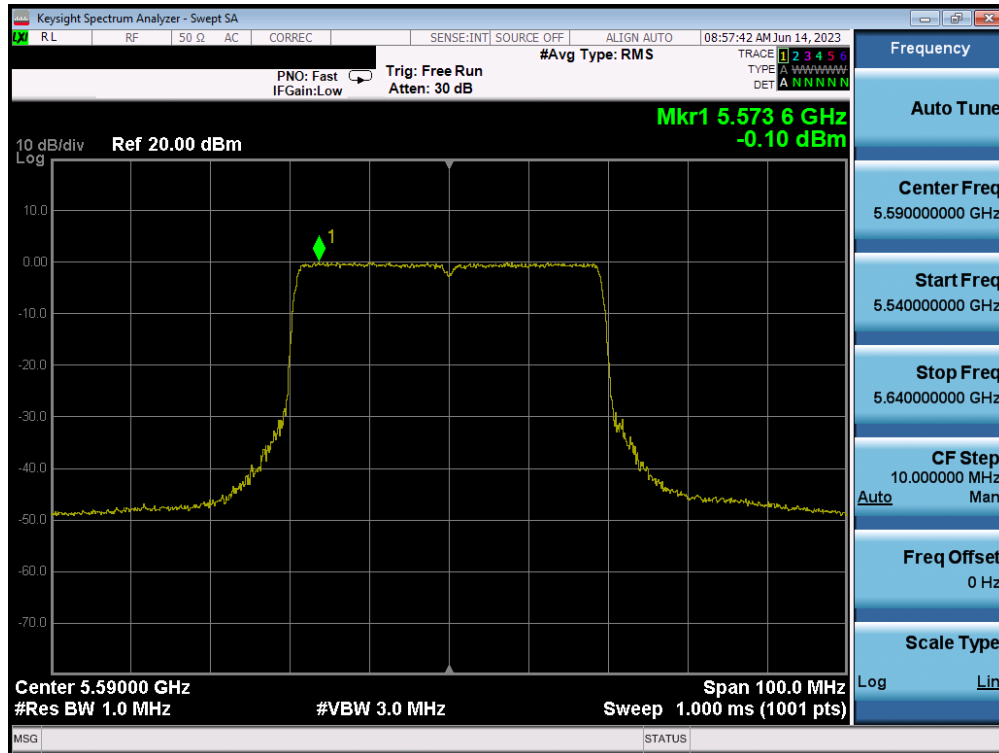 Keysight Spectrum Analyzer - Swept SA
LXI RL RF 50 Ω AC CORREC SENSE:INT SOURCE OFF ALIGN AUTO 08:57:42 AM Jun 14, 2023
#Avg Type: RMS
TRACE 1 2 3 4 5 6
TYPE A WWWWW
DET A N N N N N
PNO: Fast
IFGain:Low
Trig: Free Run
Atten: 30 dB
Mkr1 5.573 6 GHz
-0.10 dBm
10 dB/div Ref 20.00 dBm
Log
10.0
0.00
-10.0
-20.0
-30.0
-40.0
-50.0
-60.0
-70.0
1
Center 5.59000 GHz Span 100.0 MHz
#Res BW 1.0 MHz #VBW 3.0 MHz Sweep 1.000 ms (1001 pts)
MSG STATUS
Frequency
Auto Tune
Center Freq
5.590000000 GHz
Start Freq
5.540000000 GHz
Stop Freq
5.640000000 GHz
CF Step
10.000000 MHz
Auto Man
Freq Offset
0 Hz
Scale Type
Log Lin